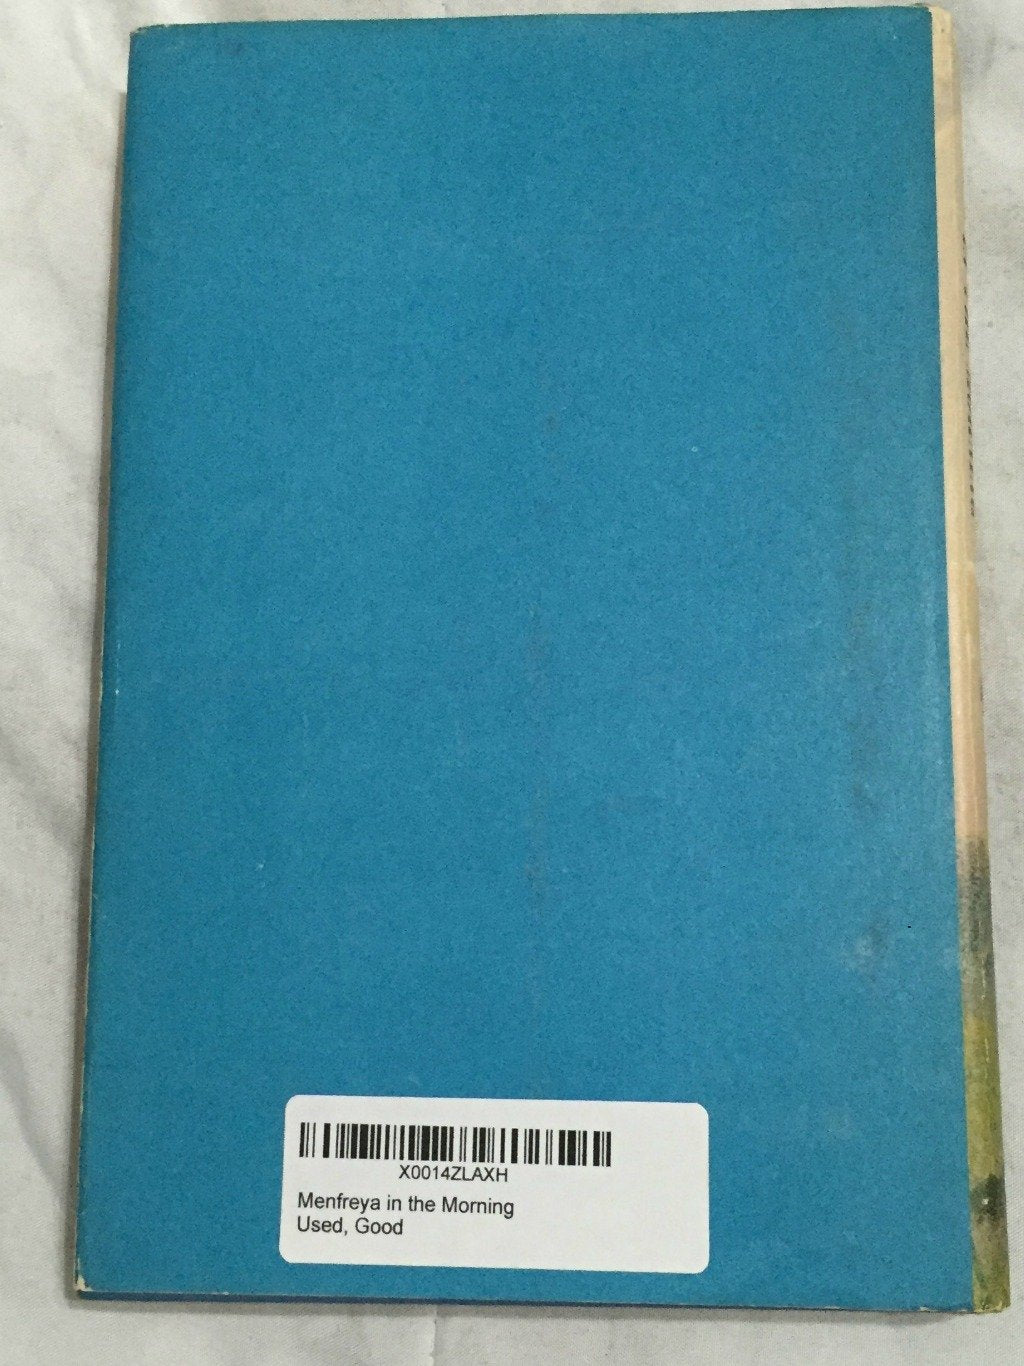 X0014ZLAXH
Menfreya in the Morning
Used, Good